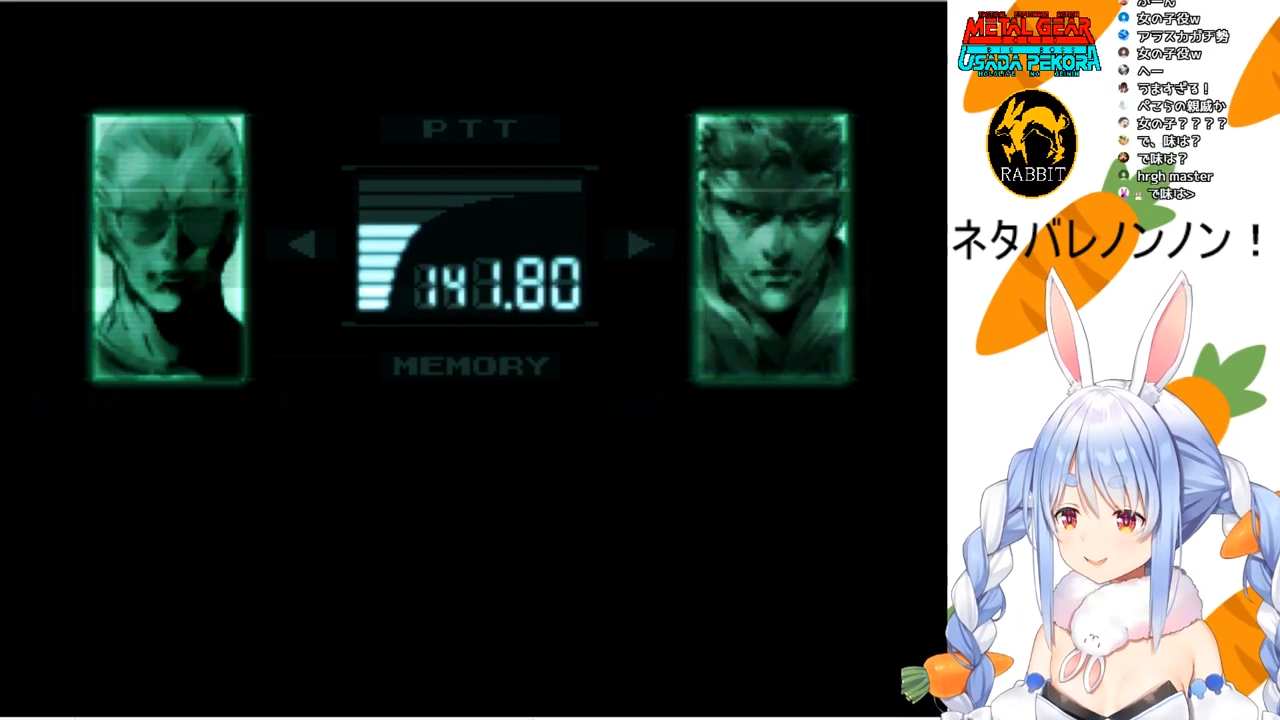 PTT
141.80
MEMORY
METAL GEAR
USADA PEKORA
HOLOLIVE NO GEININ
RABBIT
女の子役w
アラスカガチ勢
女の子役w
へー
うますぎる！
ぺこらの親戚か
女の子？？？？
で、味は？
で味は？
hrgh master
で味は>
ネタバレノンノン！